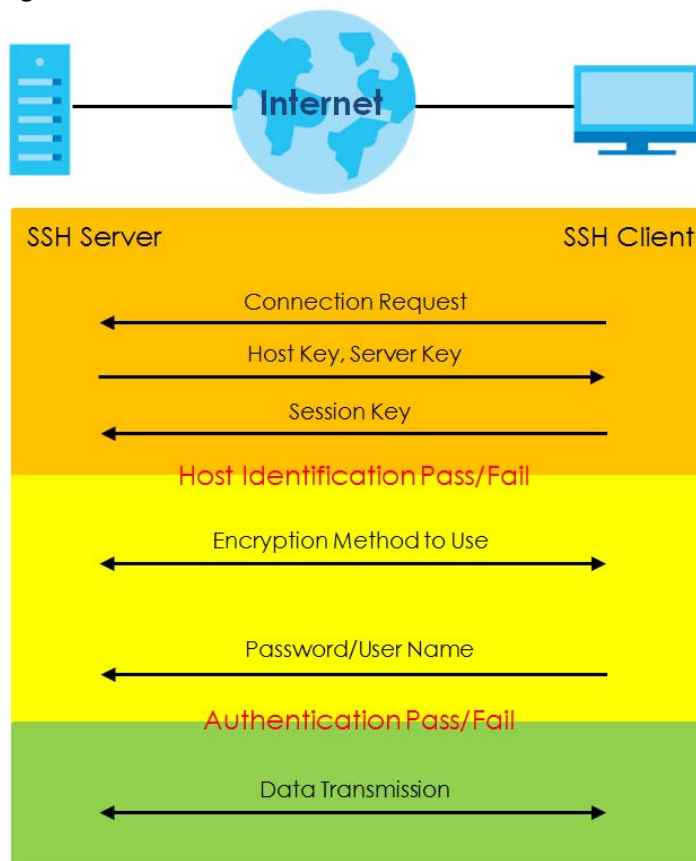 Internet
SSH Server
SSH Client
Connection Request
Host Key, Server Key
Session Key
Host Identification Pass/Fail
Encryption Method to Use
Password/User Name
Authentication Pass/Fail
Data Transmission